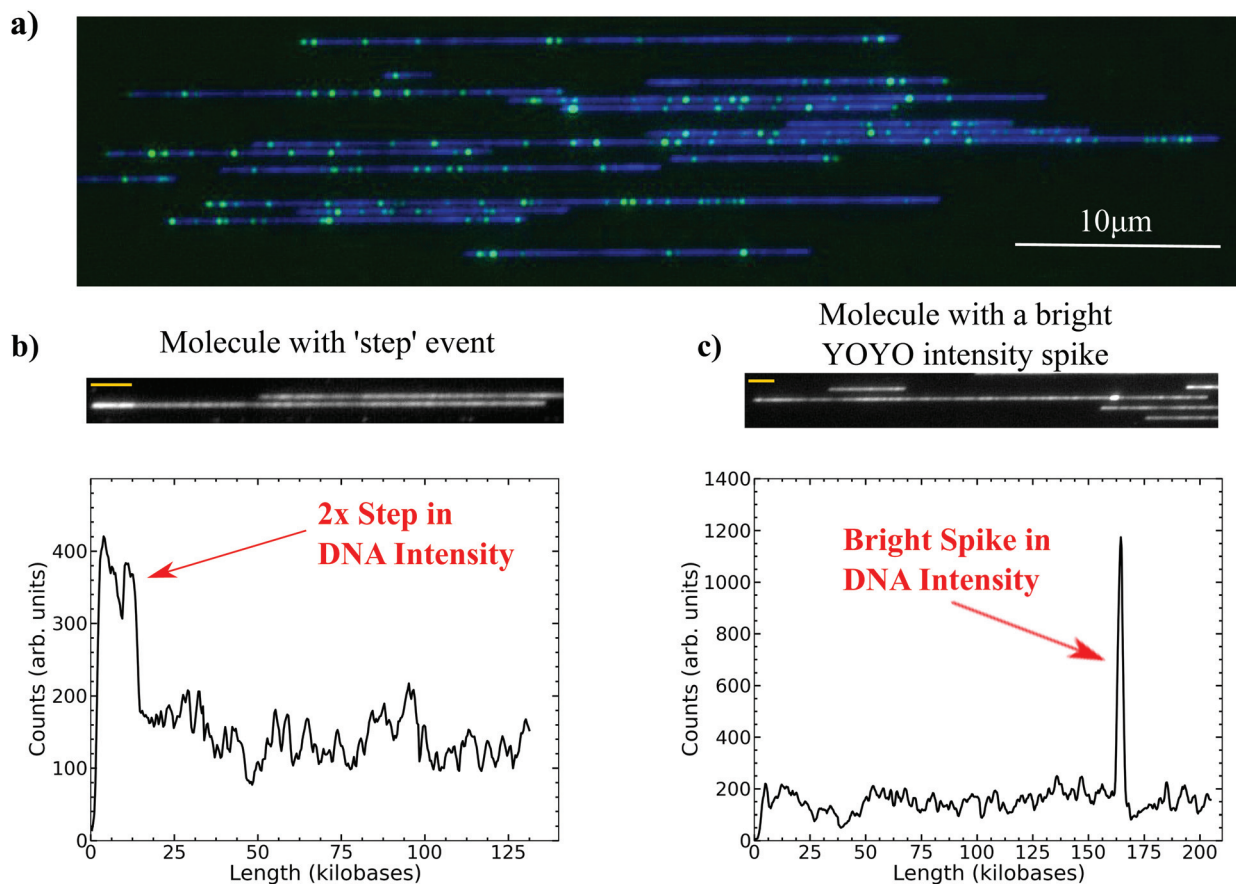 a)
10μm
b)
Molecule with 'step' event
2x Step in
DNA Intensity
Counts (arb. units)
400
300
200
100
0
0
25
50
75
100
125
Length (kilobases)
c)
Molecule with a bright
YOYO intensity spike
Bright Spike in
DNA Intensity
Counts (arb. units)
1400
1200
1000
800
600
400
200
0
0
25
50
75
100
125
150
175
200
Length (kilobases)